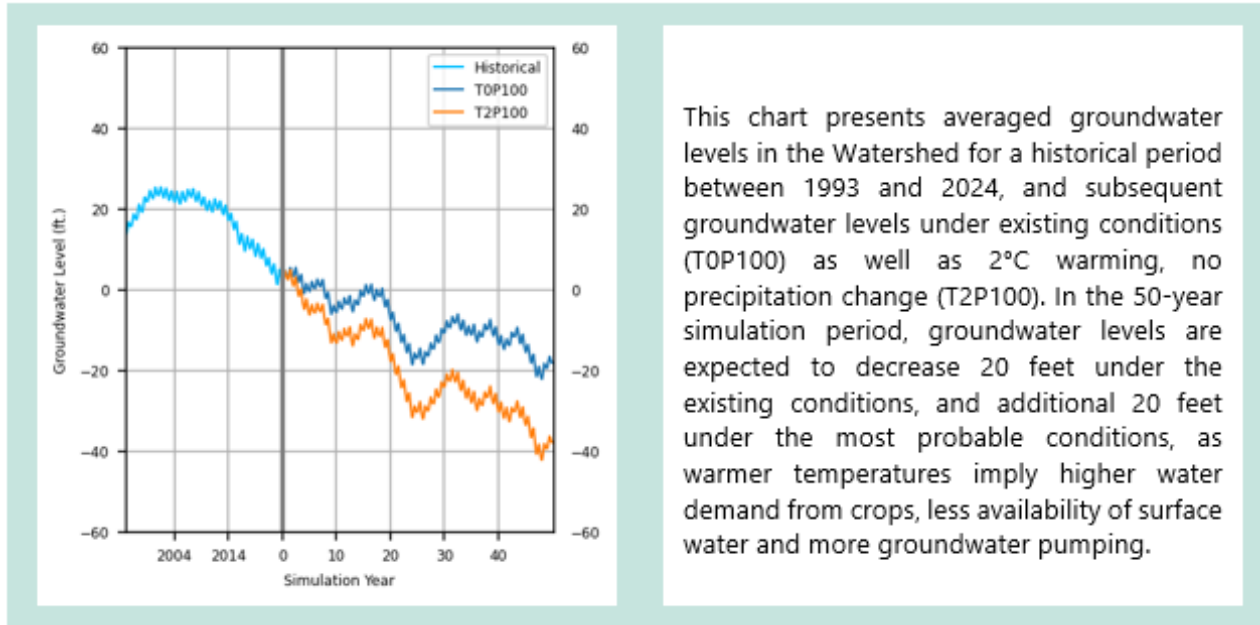 60
40
20
0
−20
−40
−60
Groundwater Level (ft.)
Historical
T0P100
T2P100
60
40
20
0
−20
−40
−60
2004 2014 0 10 20 30 40
Simulation Year
This chart presents averaged groundwater
levels in the Watershed for a historical period
between 1993 and 2024, and subsequent
groundwater levels under existing conditions
(T0P100) as well as 2°C warming, no
precipitation change (T2P100). In the 50-year
simulation period, groundwater levels are
expected to decrease 20 feet under the
existing conditions, and additional 20 feet
under the most probable conditions, as
warmer temperatures imply higher water
demand from crops, less availability of surface
water and more groundwater pumping.